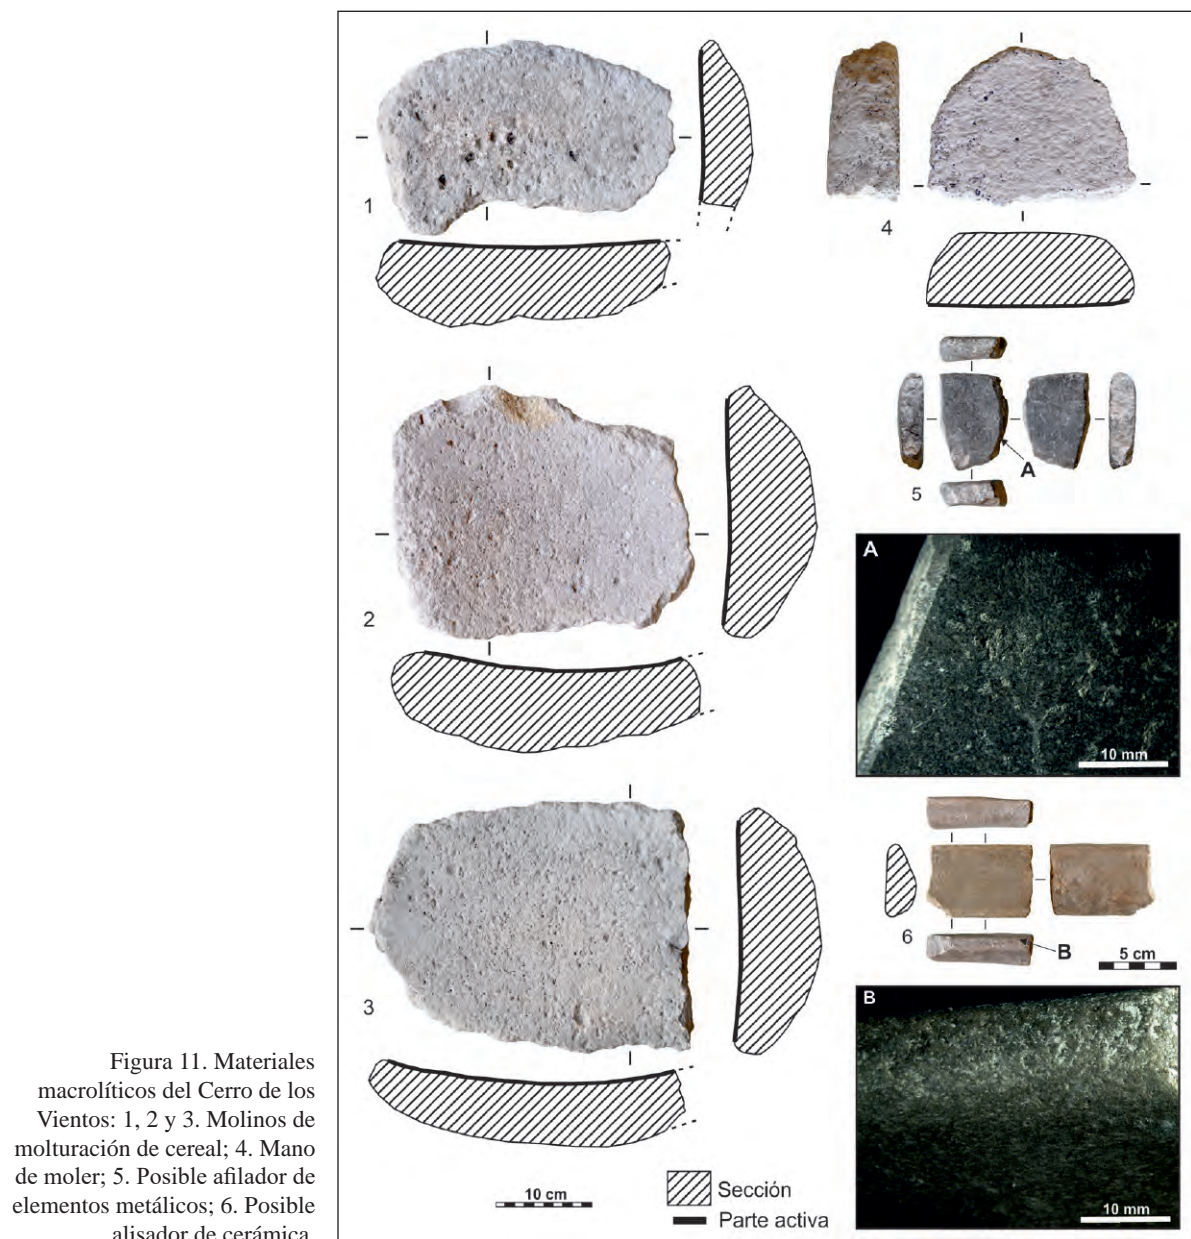 1
2
3
4
5
A
A
10 mm
6
B
5 cm
B
10 mm
10 cm
Sección
Parte activa
Figura 11. Materiales
macrolíticos del Cerro de los
Vientos: 1, 2 y 3. Molinos de
molturación de cereal; 4. Mano
de moler; 5. Posible afilador de
elementos metálicos; 6. Posible
alisador de cerámica.